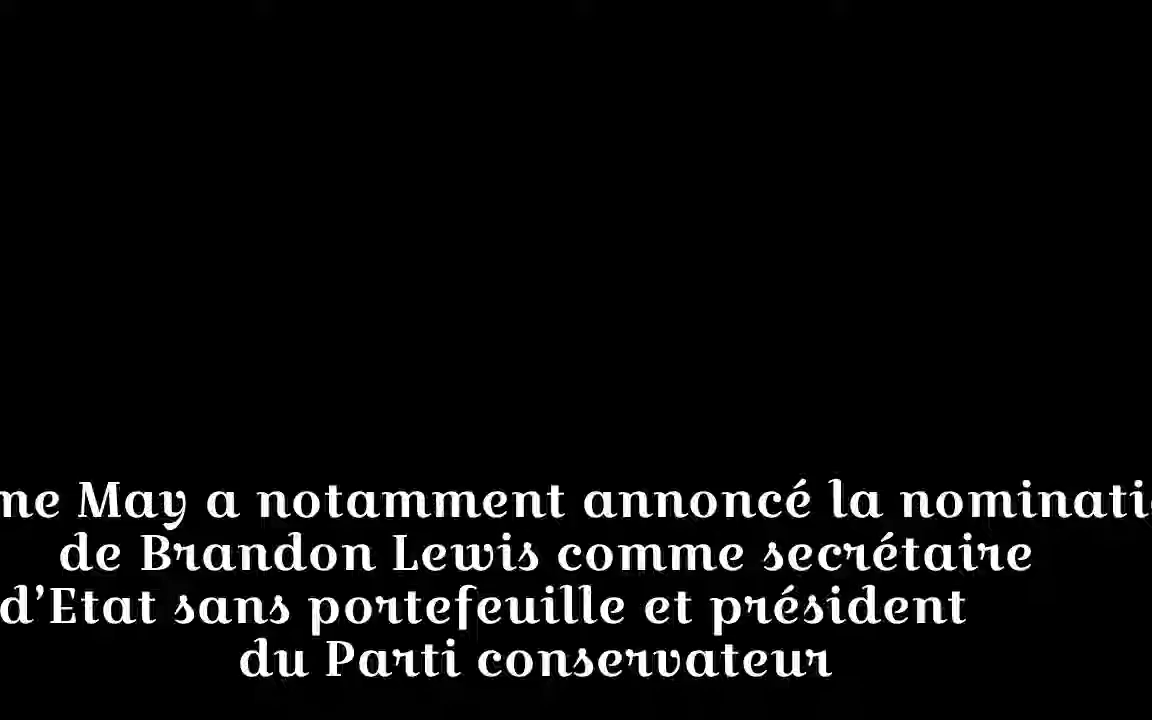 me May a notamment annoncé la nominati
de Brandon Lewis comme secrétaire
d’Etat sans portefeuille et président
du Parti conservateur